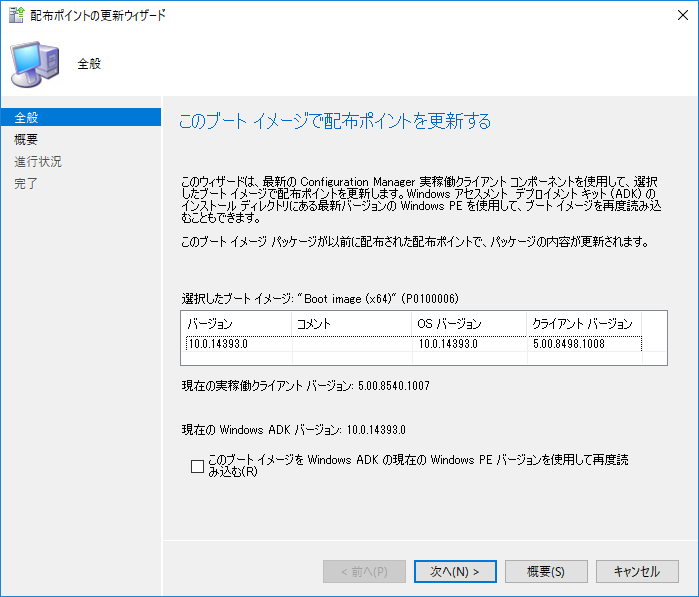 配布ポイントの更新ウィザード
全般
全般
概要
進行状況
完了
このブート イメージで配布ポイントを更新する
このウィザードは、最新の Configuration Manager 実稼働クライアント コンポーネントを使用して、選択
したブート イメージで配布ポイントを更新します。Windows アセスメント デプロイメント キット (ADK) の
インストール ディレクトリにある最新バージョンの Windows PE を使用して、ブート イメージを再度読み込
むこともできます。
このブート イメージ パッケージが以前に配布された配布ポイントで、パッケージの内容が更新されます。
選択したブート イメージ: "Boot image (x64)" (P0100006)
バージョン コメント OS バージョン クライアント バージョン
10.0.14393.0 10.0.14393.0 5.00.8498.1008
現在の実稼働クライアント バージョン: 5.00.8540.1007
現在の Windows ADK バージョン: 10.0.14393.0
このブート イメージを Windows ADK の現在の Windows PE バージョンを使用して再度読
み込む(R)
< 前へ(P) 次へ(N) > 概要(S) キャンセル